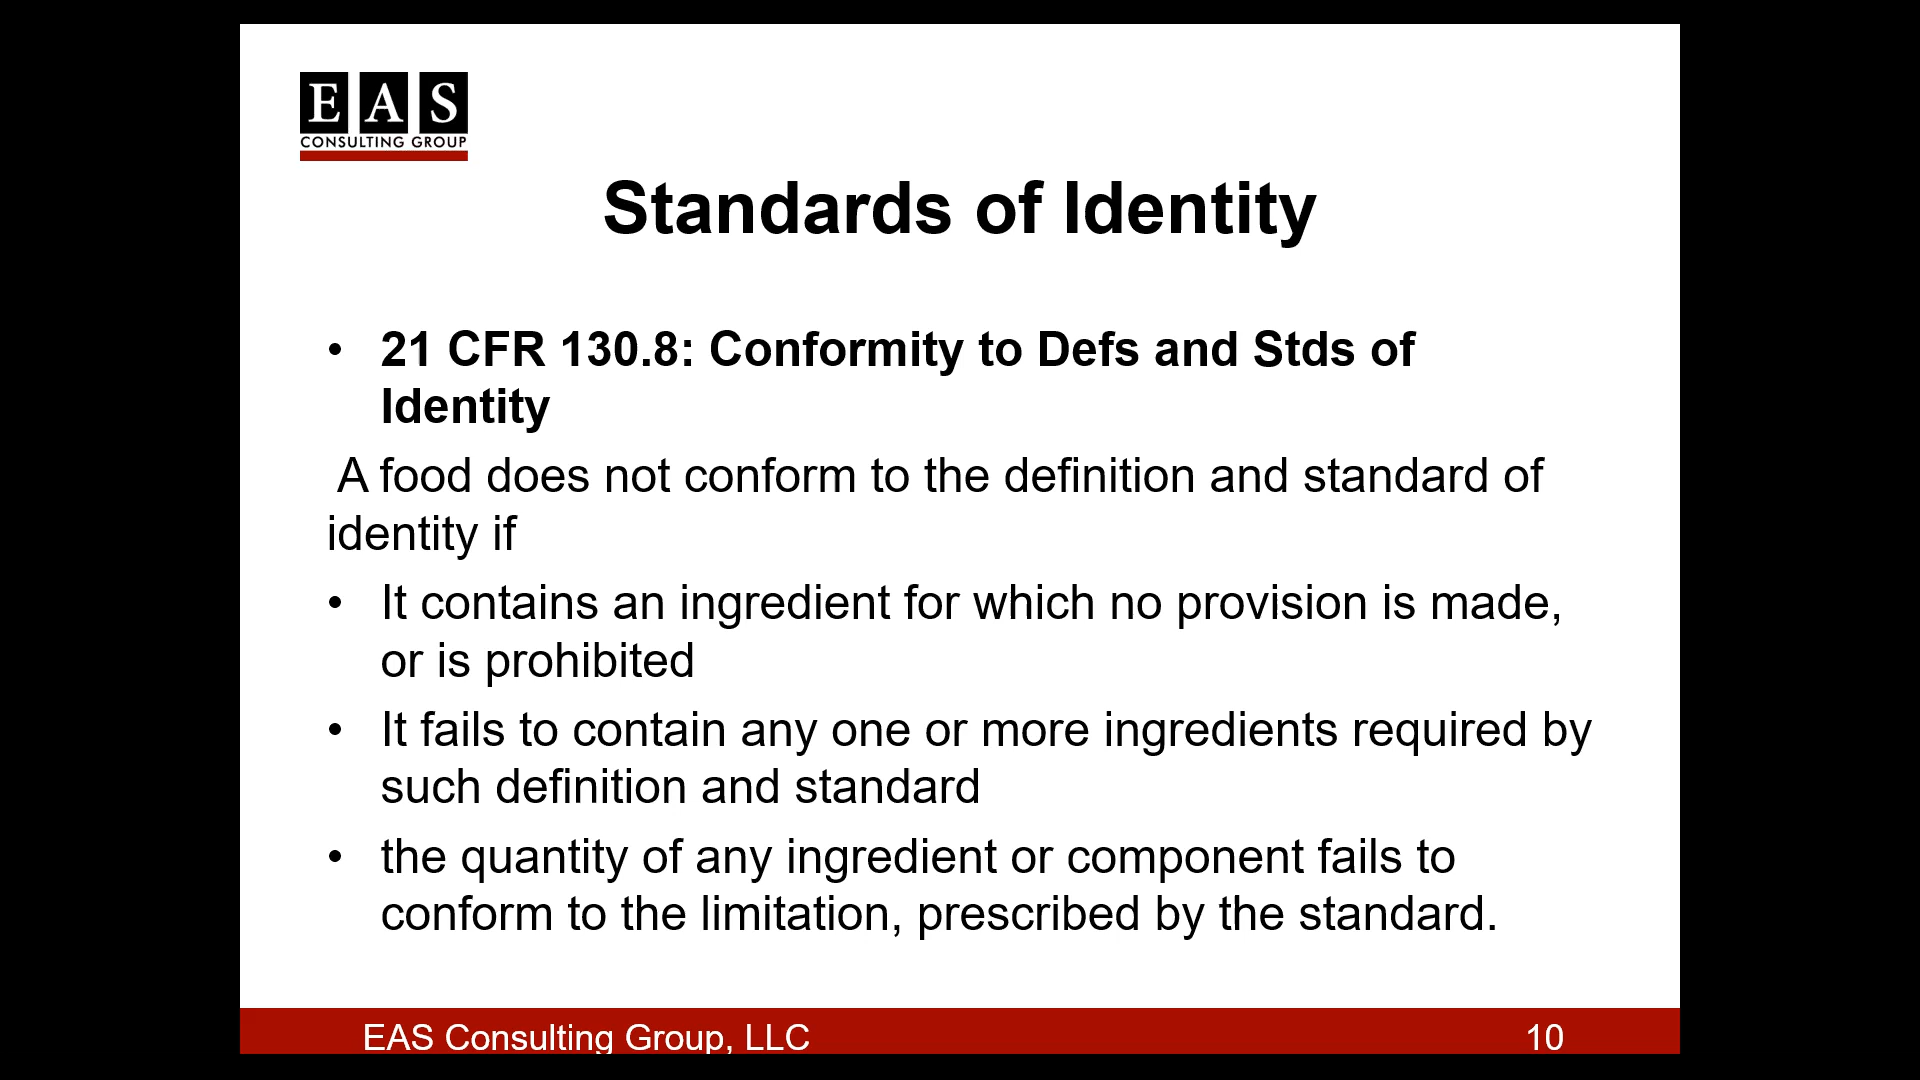 E A S
CONSULTING GROUP
Standards of Identity
• 21 CFR 130.8: Conformity to Defs and Stds of
Identity
A food does not conform to the definition and standard of
identity if
• It contains an ingredient for which no provision is made,
or is prohibited
• It fails to contain any one or more ingredients required by
such definition and standard
• the quantity of any ingredient or component fails to
conform to the limitation, prescribed by the standard.
EAS Consulting Group, LLC 10